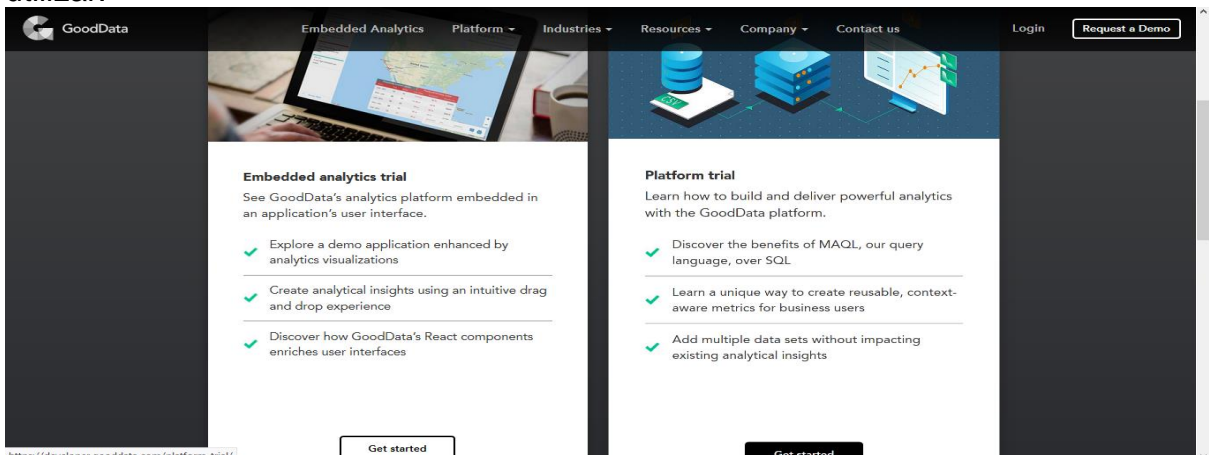 GoodData
Embedded Analytics Platform Industries Resources Company Contact us Login Request a Demo
CSV
Embedded analytics trial
See GoodData's analytics platform embedded in
an application's user interface.
Explore a demo application enhanced by
analytics visualizations
Create analytical insights using an intuitive drag
and drop experience
Discover how GoodData's React components
enriches user interfaces
Get started
Platform trial
Learn how to build and deliver powerful analytics
with the GoodData platform.
Discover the benefits of MAQL, our query
language, over SQL
Learn a unique way to create reusable, context-
aware metrics for business users
Add multiple data sets without impacting
existing analytical insights
Get started